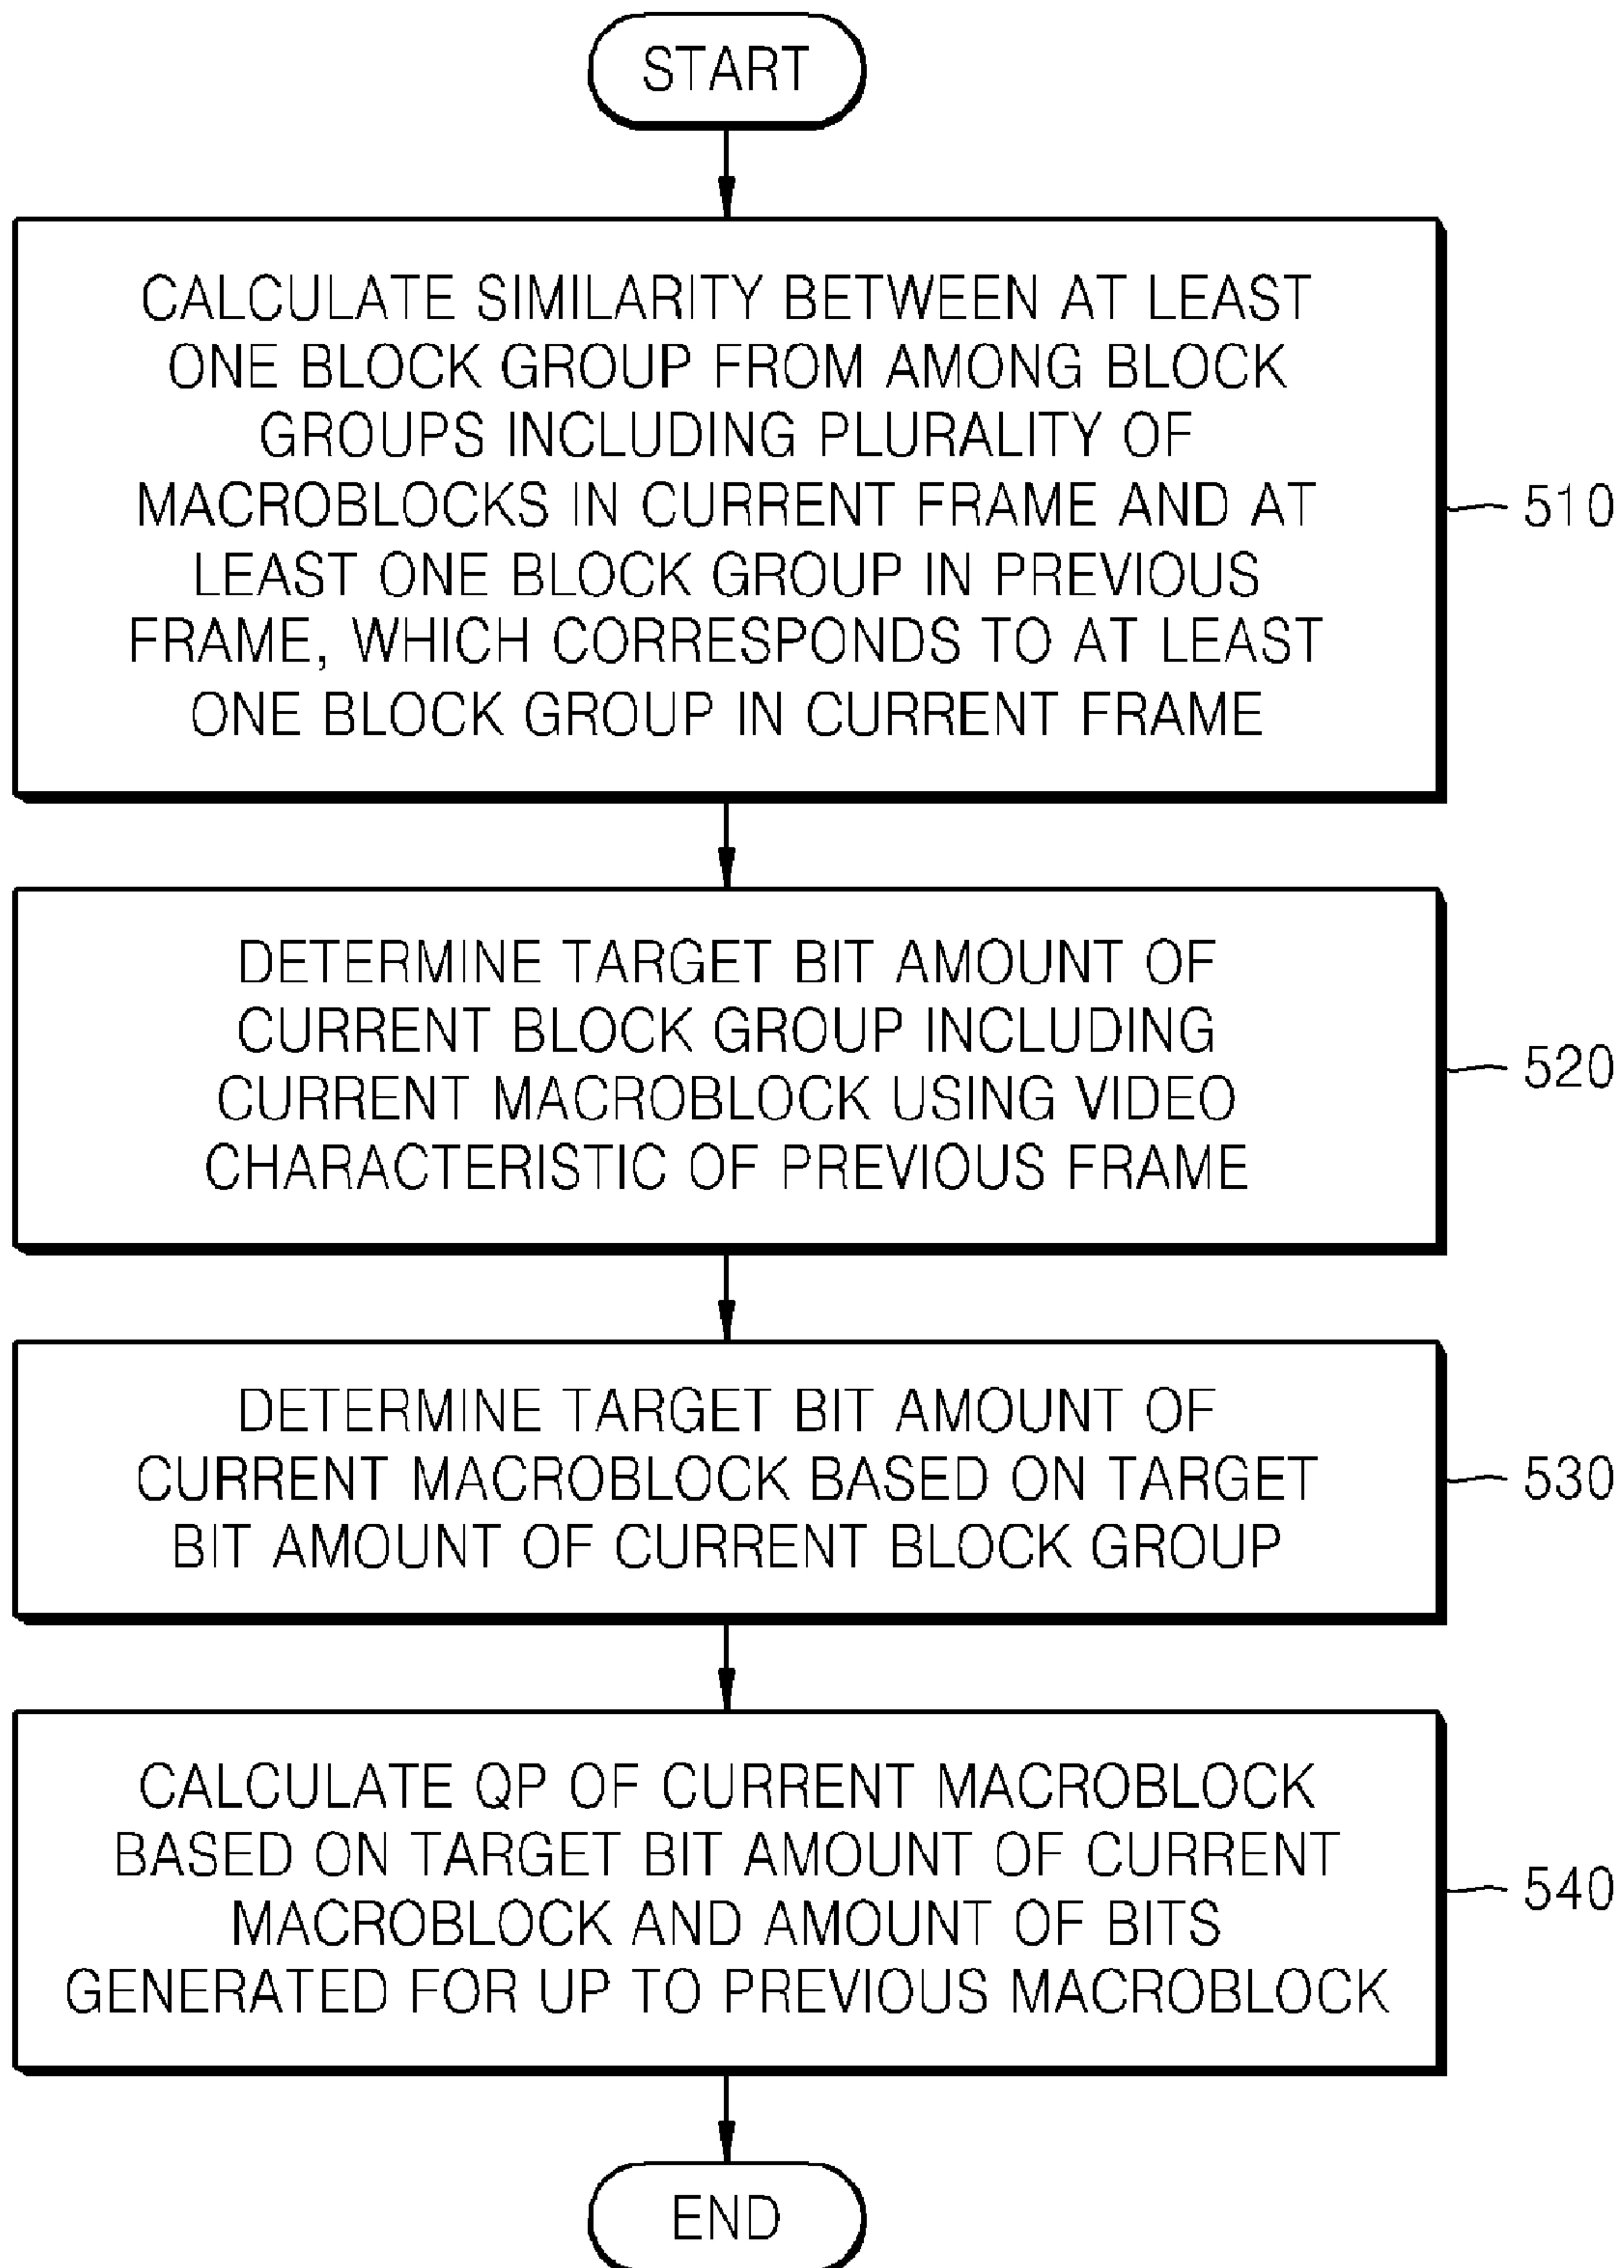 START
CALCULATE SIMILARITY BETWEEN AT LEAST
ONE BLOCK GROUP FROM AMONG BLOCK
GROUPS INCLUDING PLURALITY OF
MACROBLOCKS IN CURRENT FRAME AND AT
LEAST ONE BLOCK GROUP IN PREVIOUS
FRAME, WHICH CORRESPONDS TO AT LEAST
ONE BLOCK GROUP IN CURRENT FRAME
510
DETERMINE TARGET BIT AMOUNT OF
CURRENT BLOCK GROUP INCLUDING
CURRENT MACROBLOCK USING VIDEO
CHARACTERISTIC OF PREVIOUS FRAME
520
DETERMINE TARGET BIT AMOUNT OF
CURRENT MACROBLOCK BASED ON TARGET
BIT AMOUNT OF CURRENT BLOCK GROUP
530
CALCULATE QP OF CURRENT MACROBLOCK
BASED ON TARGET BIT AMOUNT OF CURRENT
MACROBLOCK AND AMOUNT OF BITS
GENERATED FOR UP TO PREVIOUS MACROBLOCK
540
END